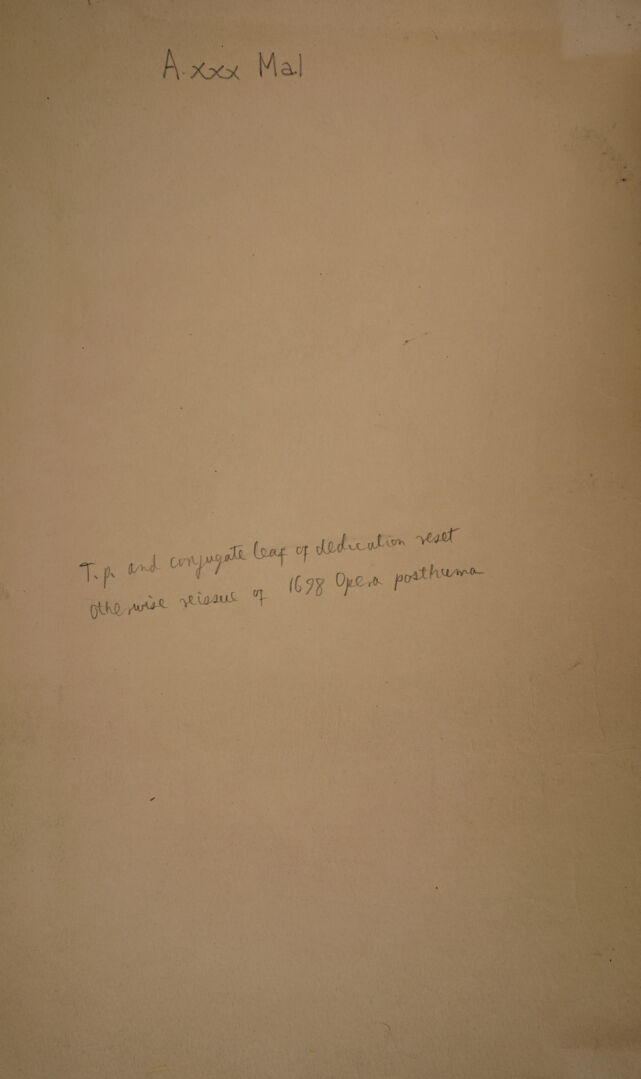 A.xxx Mal
T.p. and conjugate leaf of dedication reset
otherwise reissue of 1698 Opera posthuma